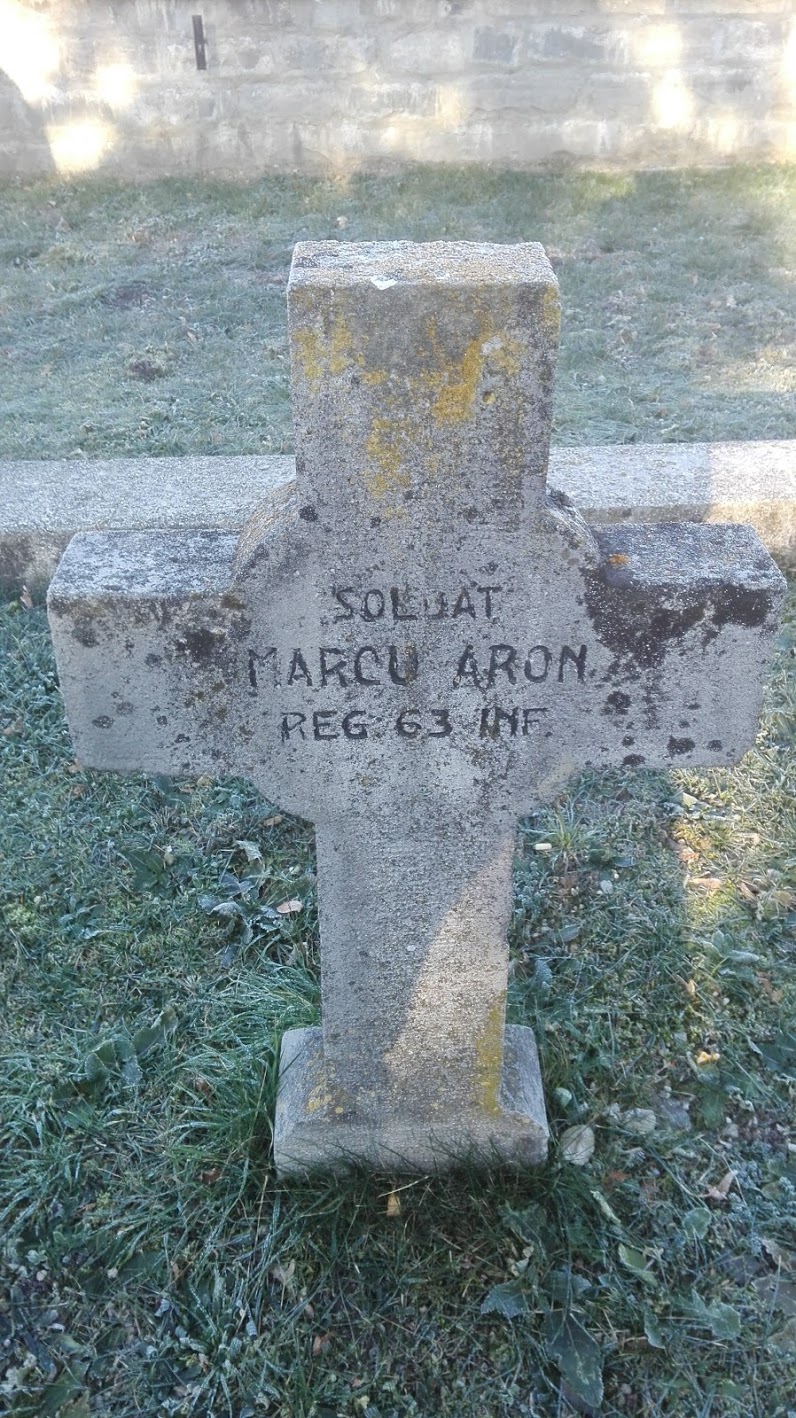 SOLDAT
MARCU ARON
REG. 63 INF.